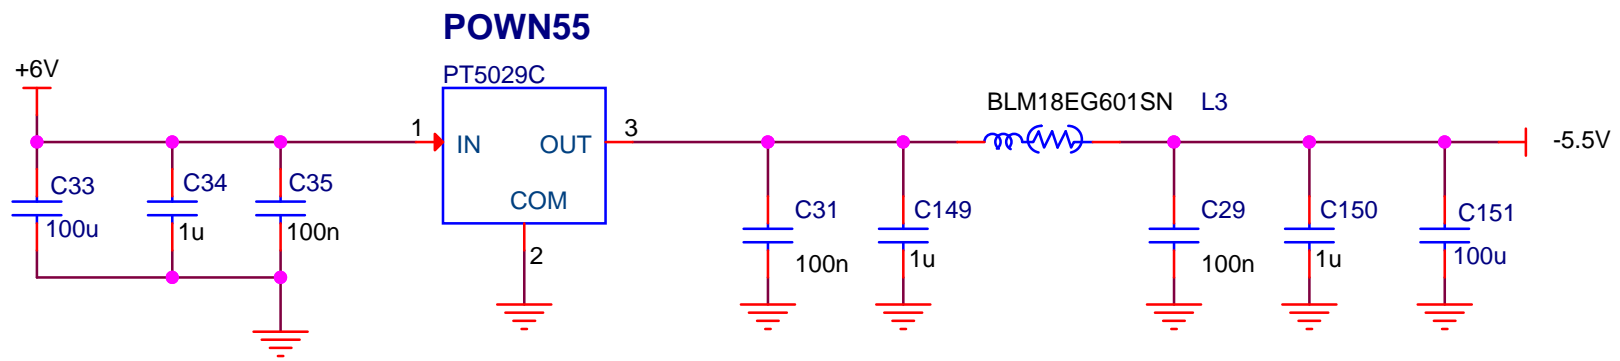 POWN55
+6V
PT5029C
BLM18EG601SN L3
1
IN
OUT
3
-5.5V
COM
2
C33
100u
C34
1u
C35
100n
C31
100n
C149
1u
C29
100n
C150
1u
C151
100u